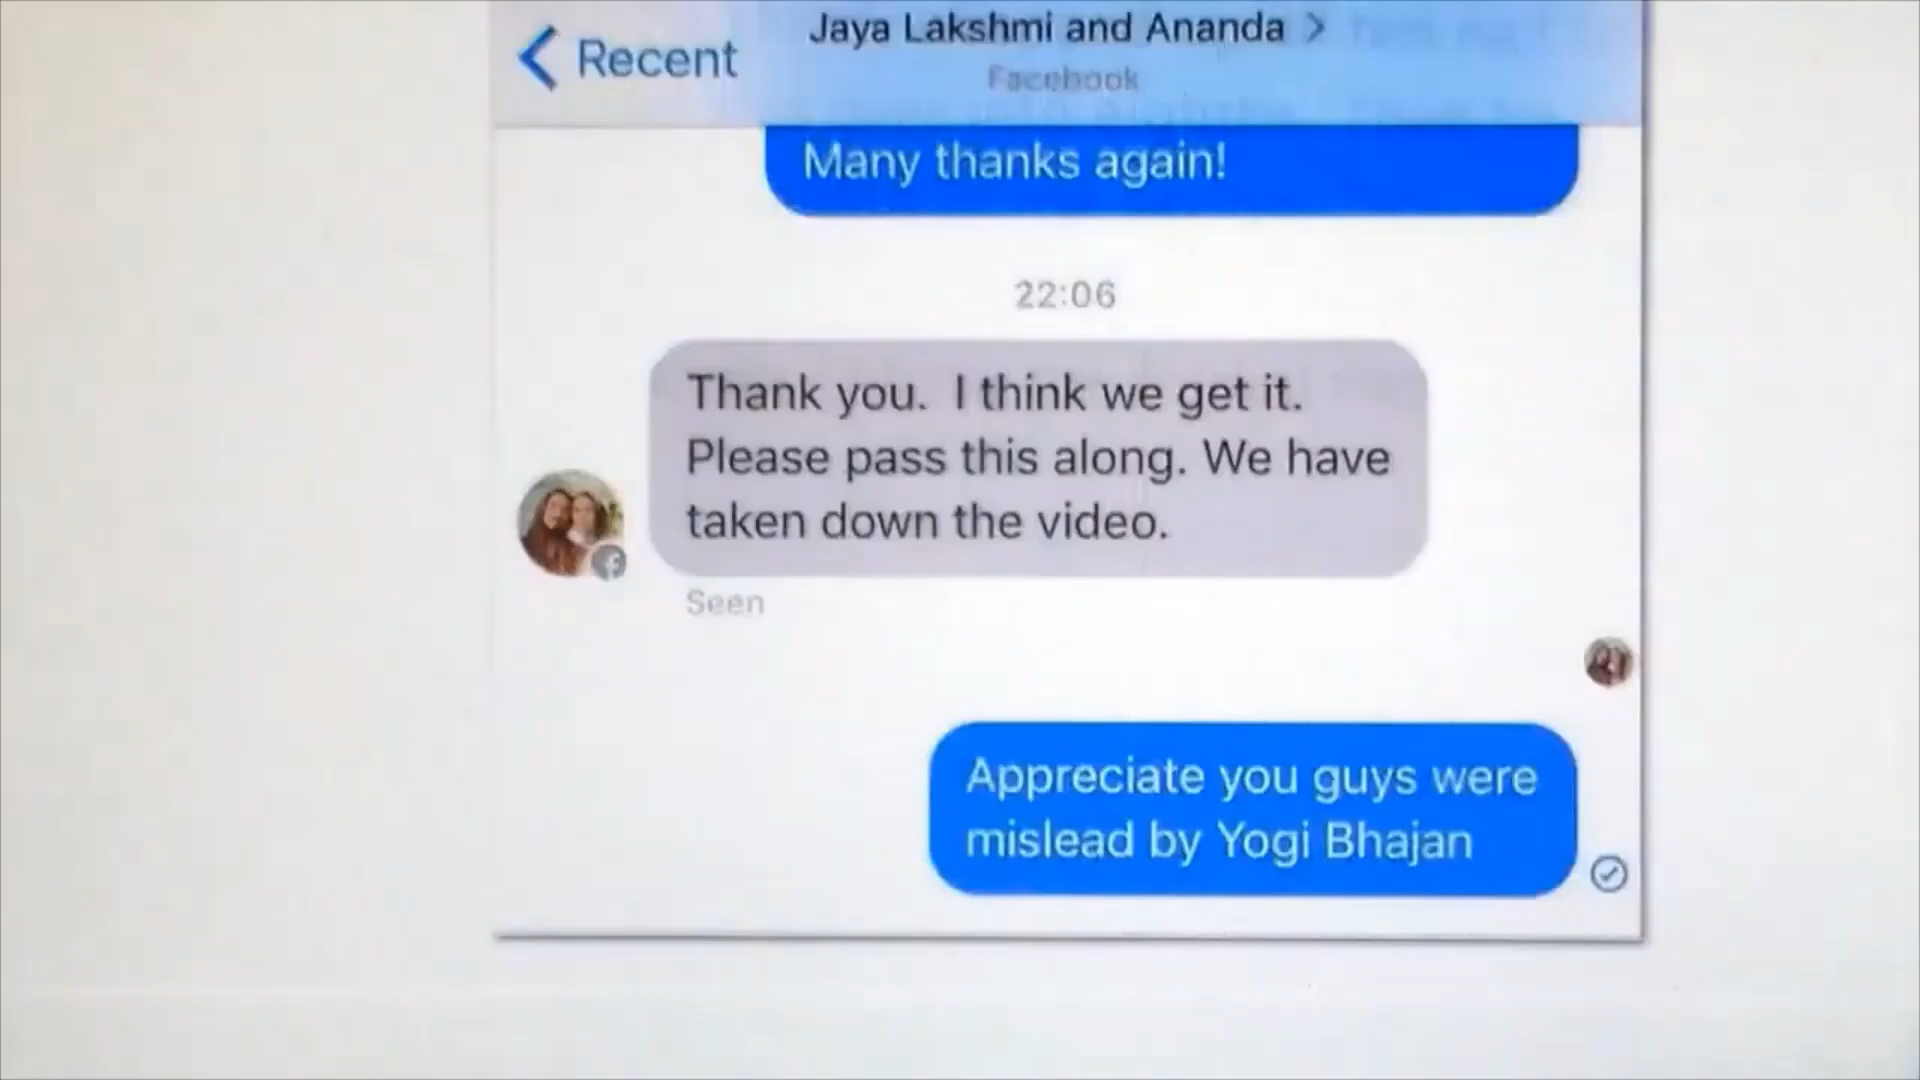 Recent
Jaya Lakshmi and Ananda
Facebook
Many thanks again!
22:06
Thank you. I think we get it.
Please pass this along. We have
taken down the video.
Seen
Appreciate you guys were
mislead by Yogi Bhajan